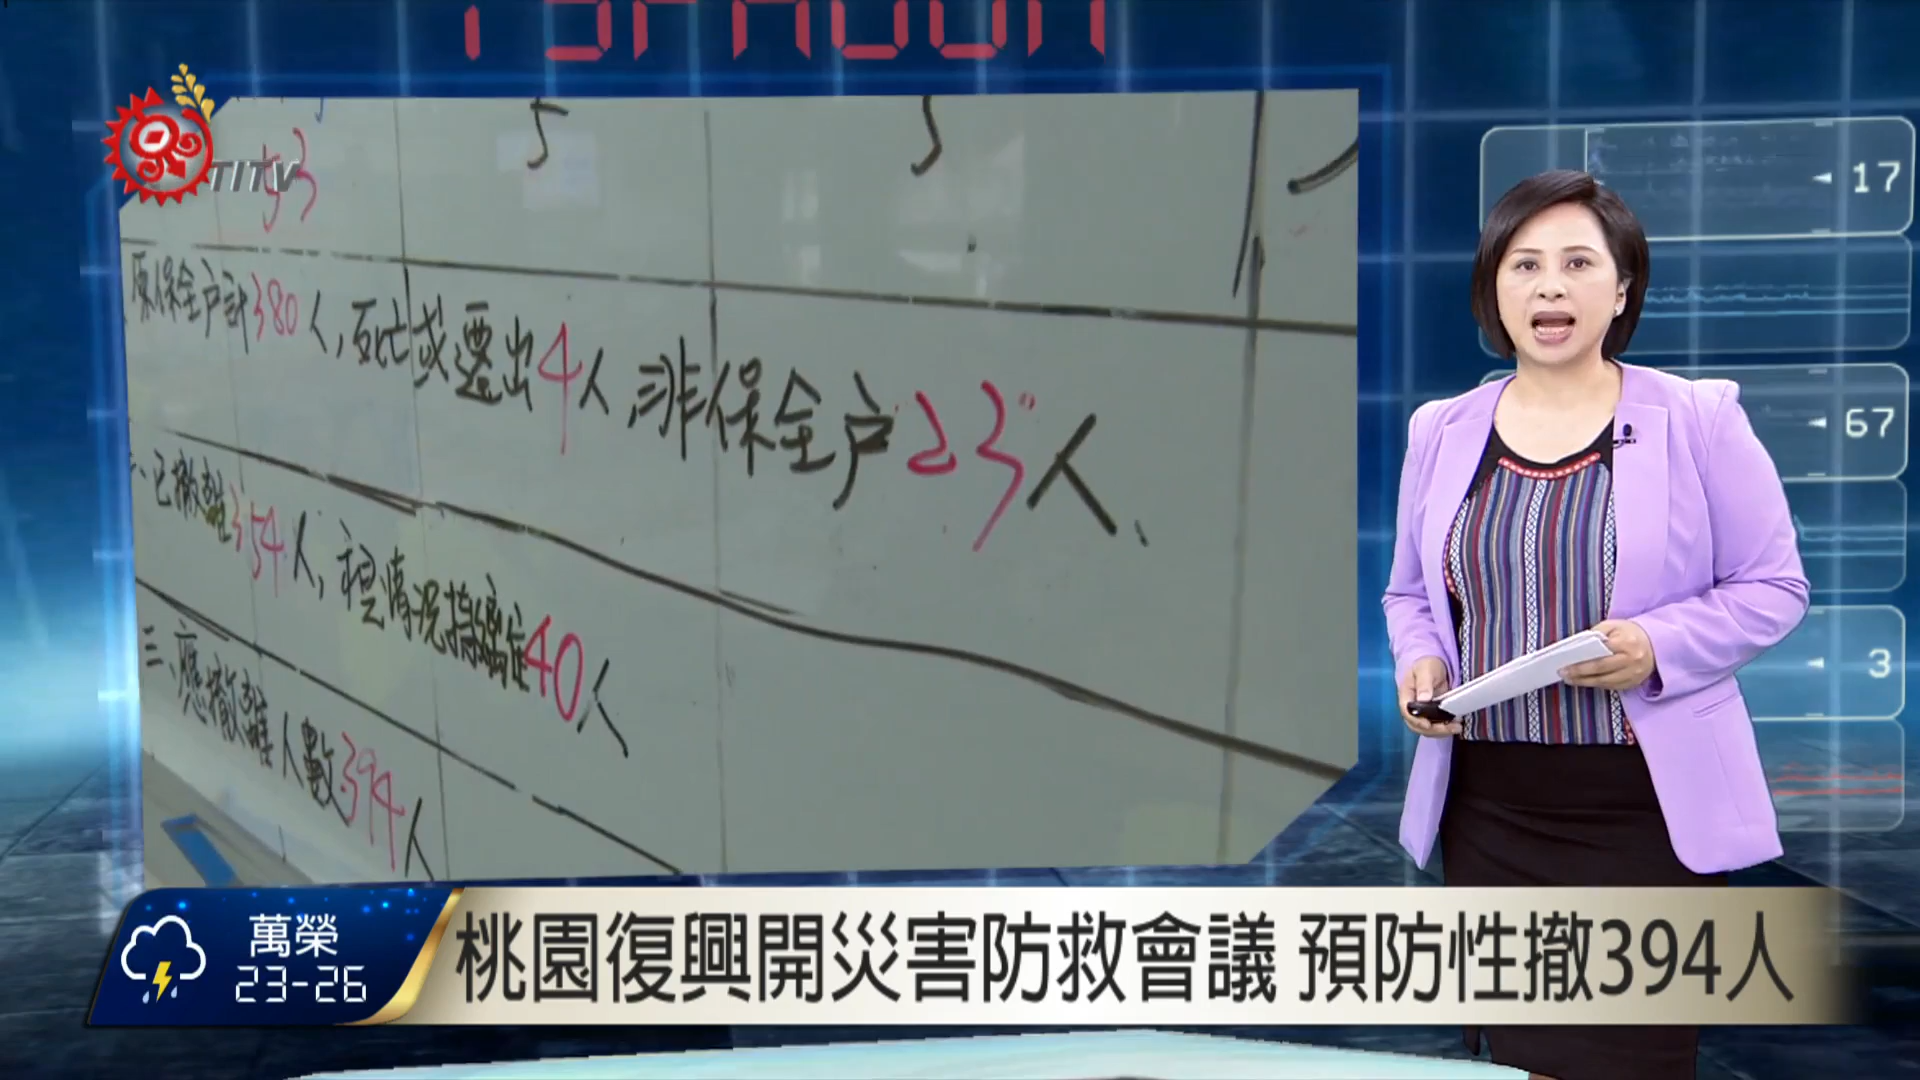 TITV
53
5
5
原保全戶計380人,死亡或遷出4人,非保全戶23人、
已撤離354人,視情況撤離40人
三、應撤離人數394人
17
67
3
萬榮
23-26
桃園復興開災害防救會議 預防性撤394人